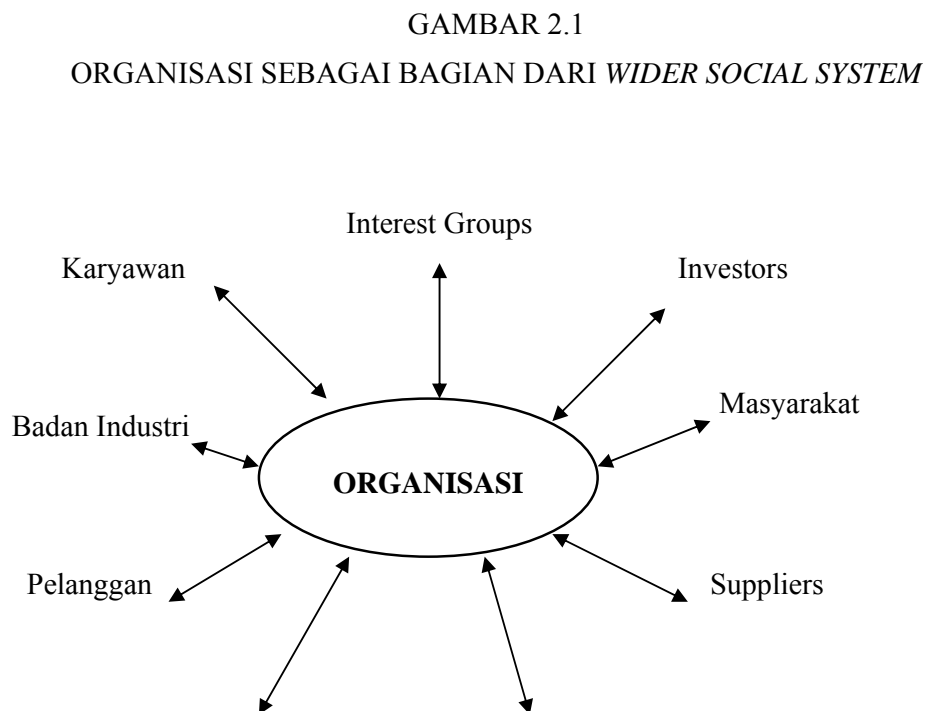 GAMBAR 2.1
ORGANISASI SEBAGAI BAGIAN DARI WIDER SOCIAL SYSTEM
Interest Groups
Karyawan
Investors
Masyarakat
Badan Industri
ORGANISASI
Pelanggan
Suppliers